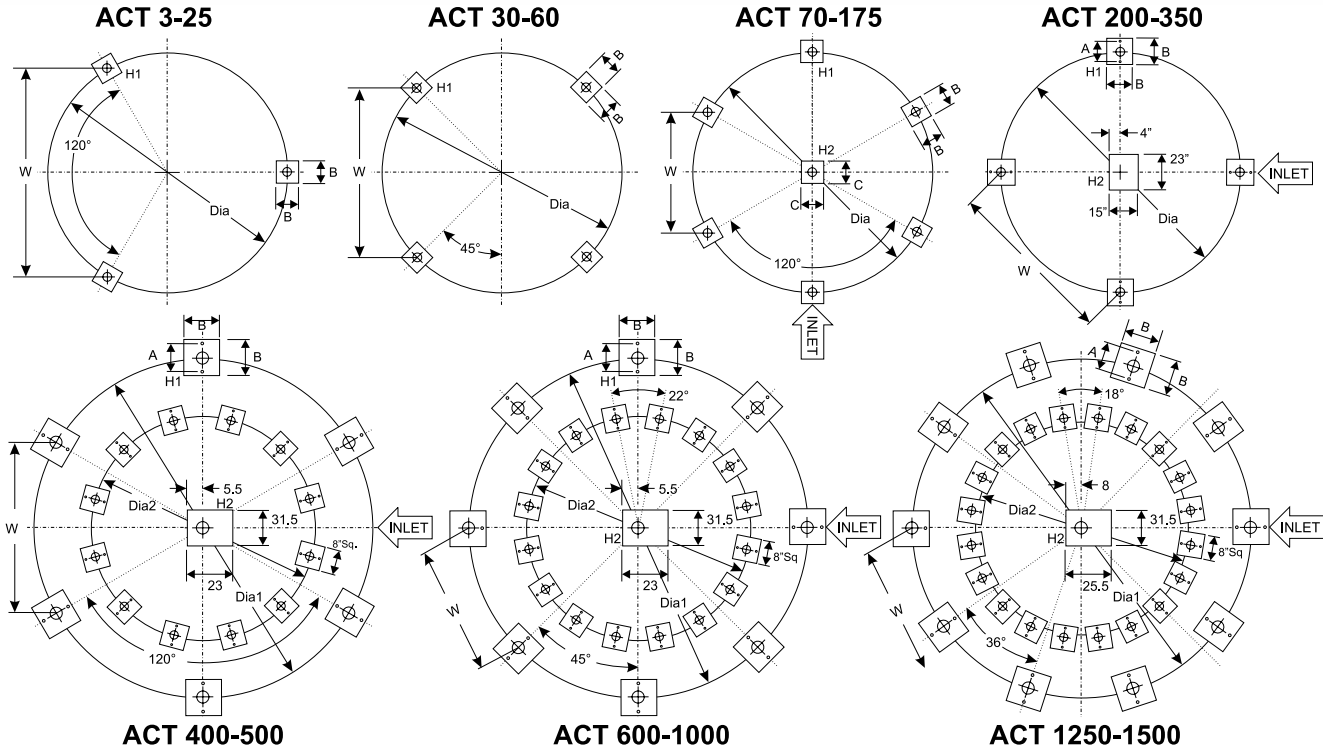 ACT 3-25
ACT 30-60
ACT 70-175
ACT 200-350
H1
120°
W
Dia
B
B
H1
B
B
W
Dia
45°
H1
B
B
H2
C
C
W
Dia
120°
INLET
A
B
H1
B
4"
23"
H2
15"
Dia
W
INLET
B
A
B
H1
5.5
H2
Dia2
31.5
INLET
W
8"Sq.
23
Dia1
120°
B
A
B
H1
22°
5.5
Dia2
31.5
INLET
H2
8"Sq
23
W
Dia1
45°
B
A
B
18°
8
Dia2
31.5
INLET
H2
8"Sq
25.5
W
Dia1
36°
ACT 400-500
ACT 600-1000
ACT 1250-1500